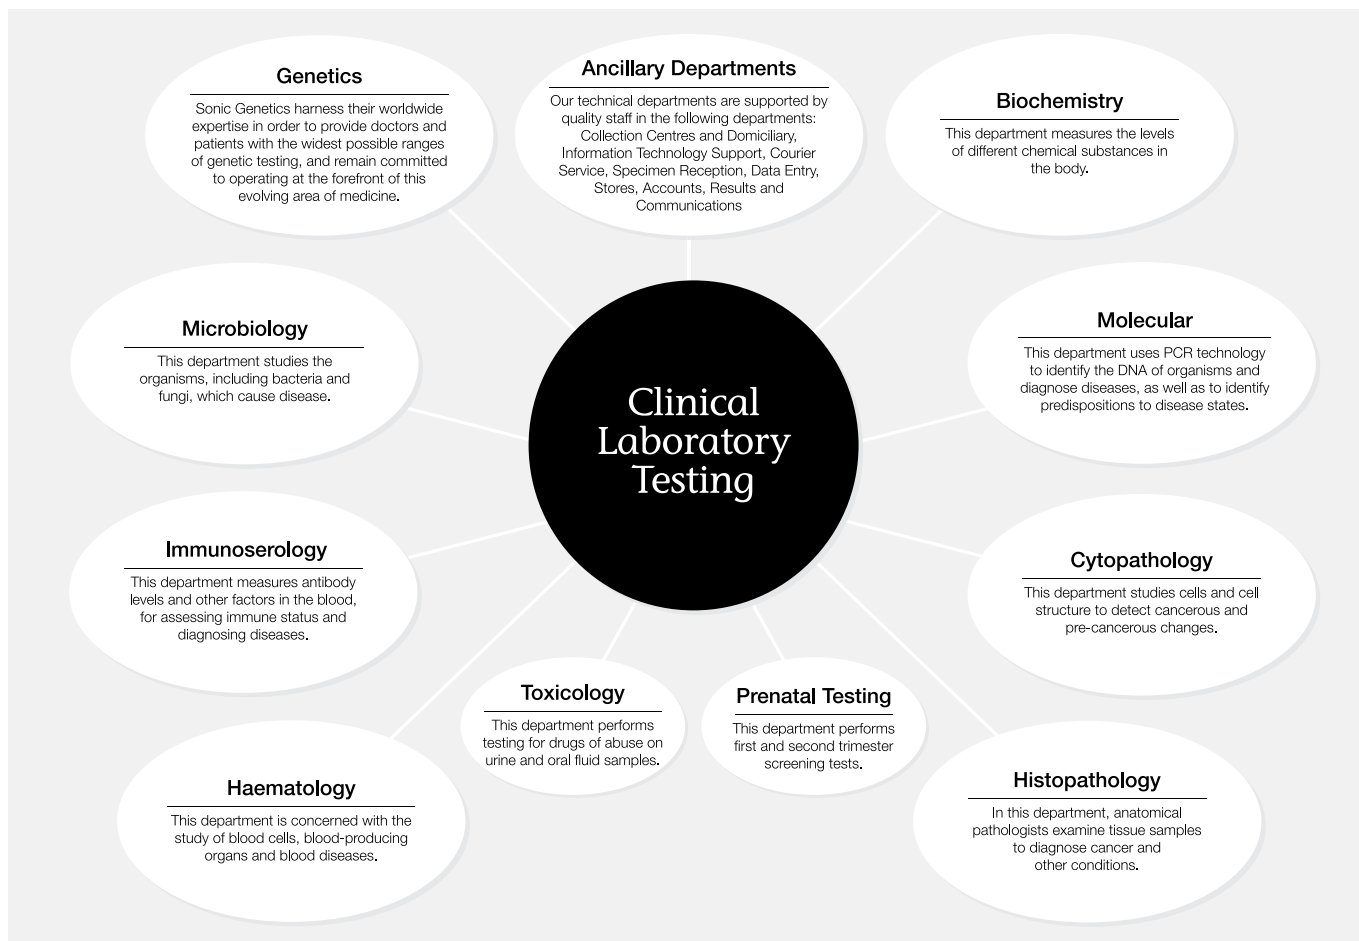 Genetics
Sonic Genetics harness their worldwide
expertise in order to provide doctors and
patients with the widest possible ranges
of genetic testing, and remain committed
to operating at the forefront of this
evolving area of medicine.
Ancillary Departments
Our technical departments are supported by
quality staff in the following departments:
Collection Centres and Domiciliary,
Information Technology Support, Courier
Service, Specimen Reception, Data Entry,
Stores, Accounts, Results and
Communications
Biochemistry
This department measures the levels
of different chemical substances in
the body.
Microbiology
This department studies the
organisms, including bacteria and
fungi, which cause disease.
Clinical
Laboratory
Testing
Molecular
This department uses PCR technology
to identify the DNA of organisms and
diagnose diseases, as well as to identify
predispositions to disease states.
Immunoserology
This department measures antibody
levels and other factors in the blood,
for assessing immune status and
diagnosing diseases.
Cytopathology
This department studies cells and cell
structure to detect cancerous and
pre-cancerous changes.
Haematology
This department is concerned with the
study of blood cells, blood-producing
organs and blood diseases.
Toxicology
This department performs
testing for drugs of abuse on
urine and oral fluid samples.
Prenatal Testing
This department performs
first and second trimester
screening tests.
Histopathology
In this department, anatomical
pathologists examine tissue samples
to diagnose cancer and
other conditions.